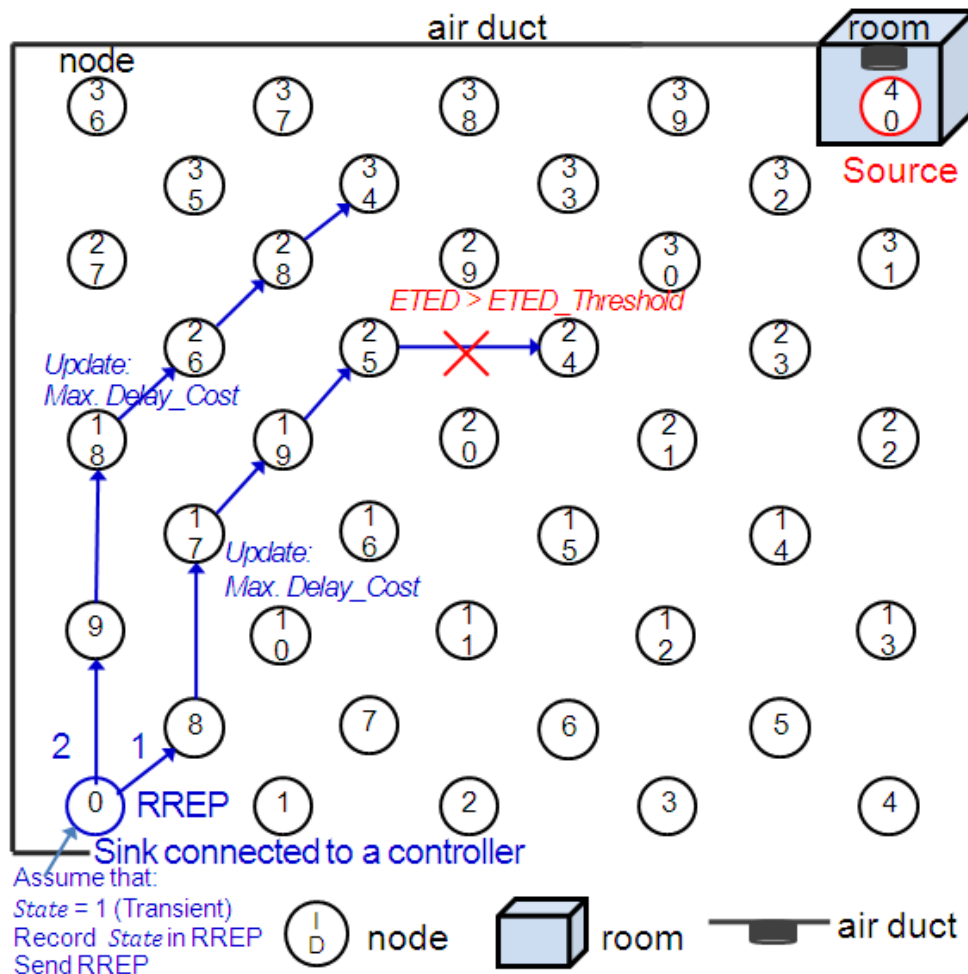 air duct
room
node
36
37
38
39
40
Source
35
34
33
32
27
28
29
30
31
ETED > ETED_Threshold
26
25
24
23
Update:
Max. Delay_Cost
18
19
20
21
22
17
16
15
14
Update:
Max. Delay_Cost
9
10
11
12
13
8
7
6
5
2
1
0
RREP
1
2
3
4
Sink connected to a controller
Assume that:
State = 1 (Transient)
Record State in RREP
Send RREP
ID
node
room
air duct